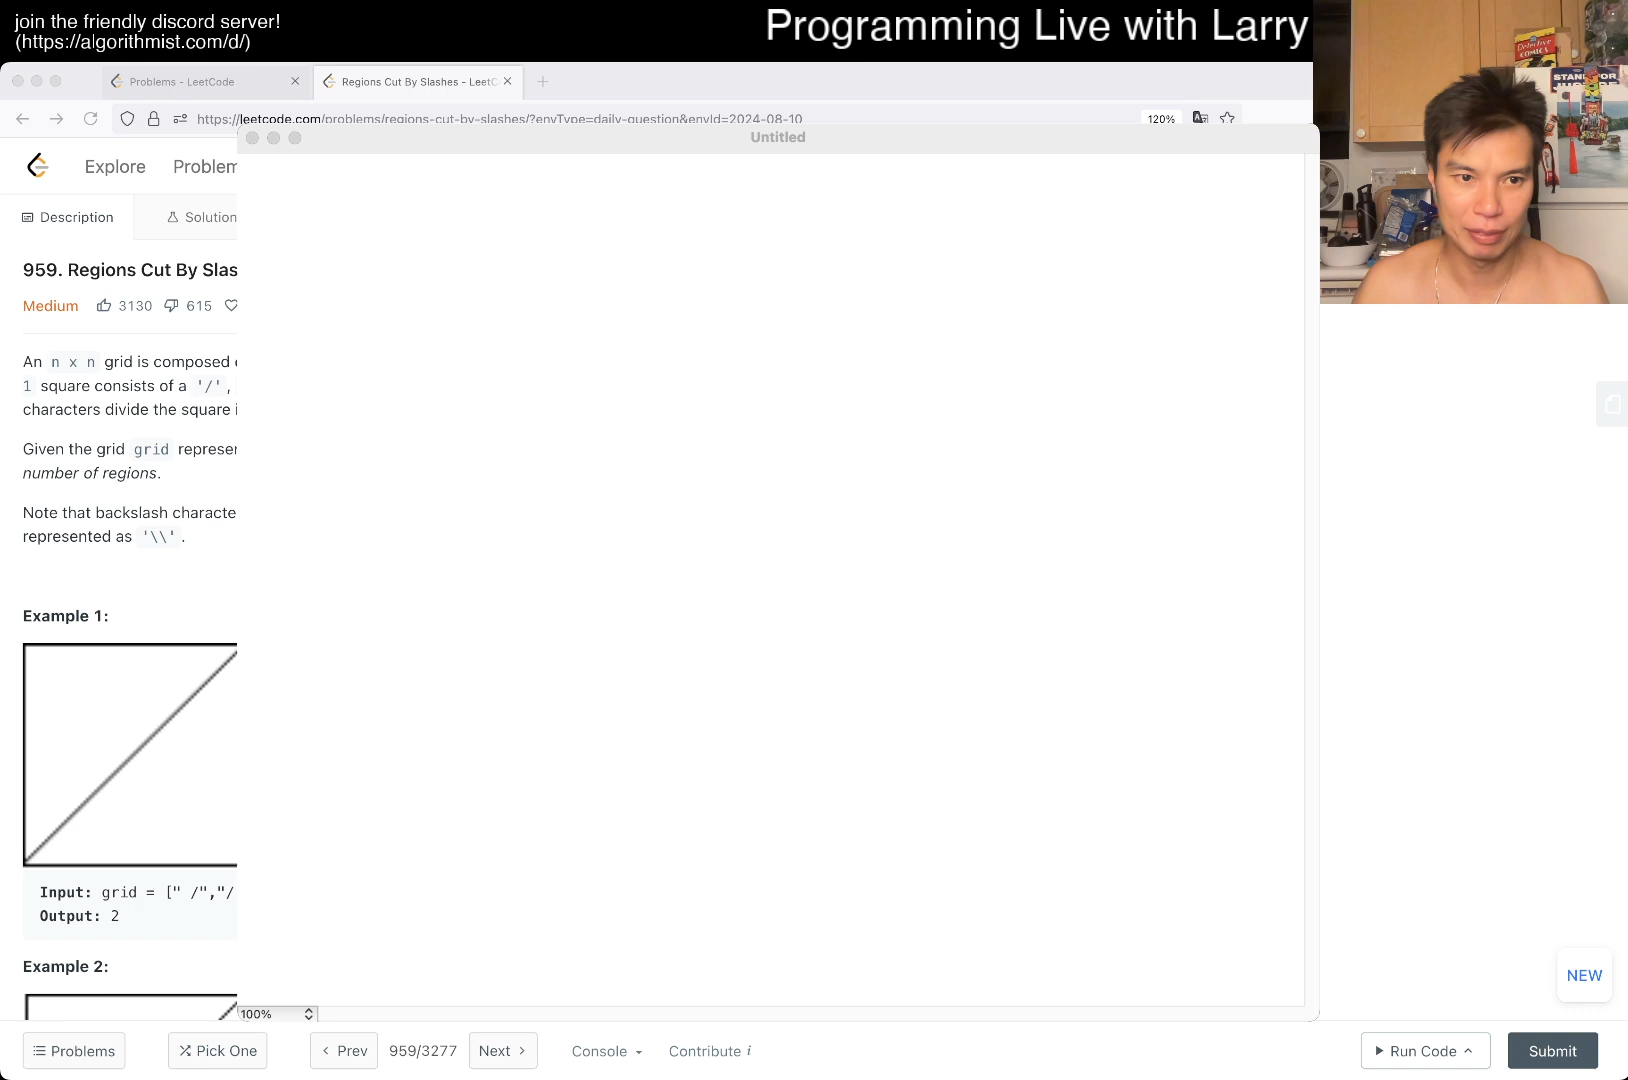 join the friendly discord server!
(https://algorithmist.com/d/)
Programming Live with Larry
Problems - LeetCode
Regions Cut By Slashes - LeetC
https://leetcode.com/problems/regions-cut-by-slashes/?envType=daily-question&envId=2024-08-10
120%
Untitled
Explore
Problem
Description
Solution
959. Regions Cut By Slas
Medium
3130
615
An n x n grid is composed
1 square consists of a '/',
characters divide the square i
Given the grid grid represer
number of regions.
Note that backslash characte
represented as '\\'.
Example 1:
Input: grid = [" /","/
Output: 2
Example 2:
100%
Problems
Pick One
Prev
959/3277
Next
Console
Contribute i
Run Code
Submit
NEW
Detective
COMICS